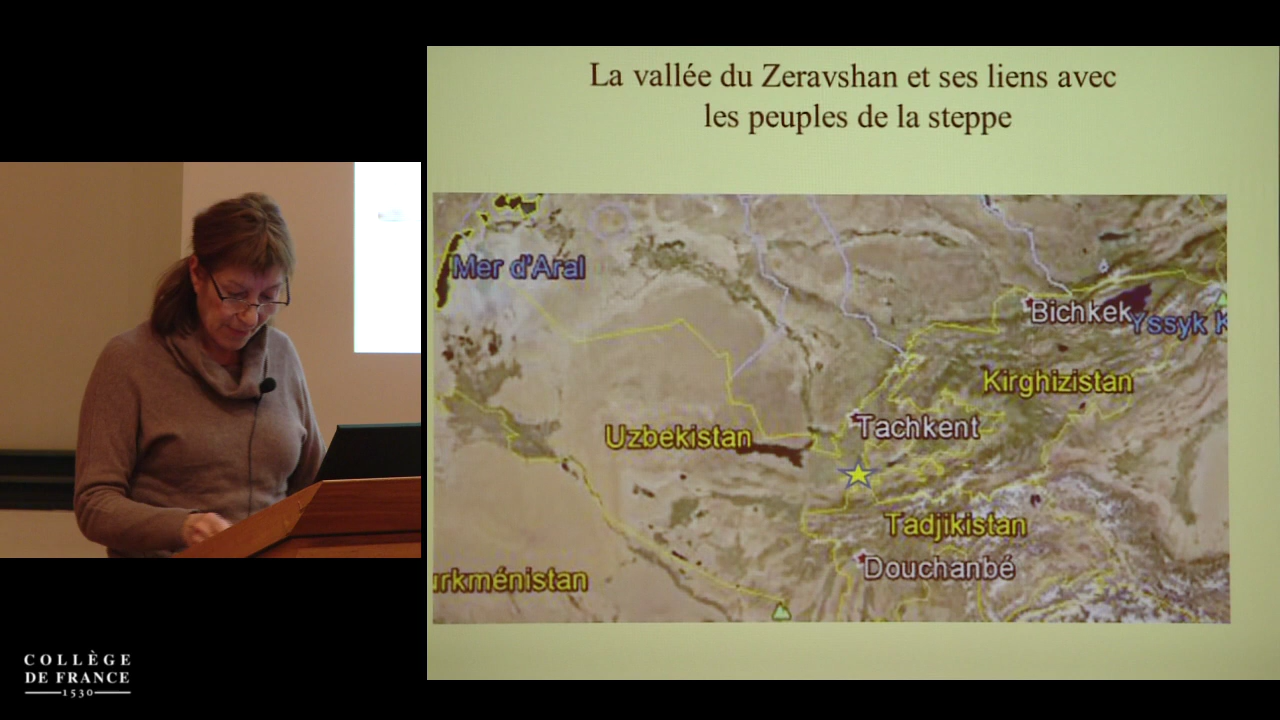 La vallée du Zeravshan et ses liens avec
les peuples de la steppe
Mer d'Aral
Bichkek
Yssyk K
Kirghizistan
Tachkent
Uzbekistan
Tadjikistan
Douchanbé
urkménistan
COLLÈGE
DE FRANCE
1530